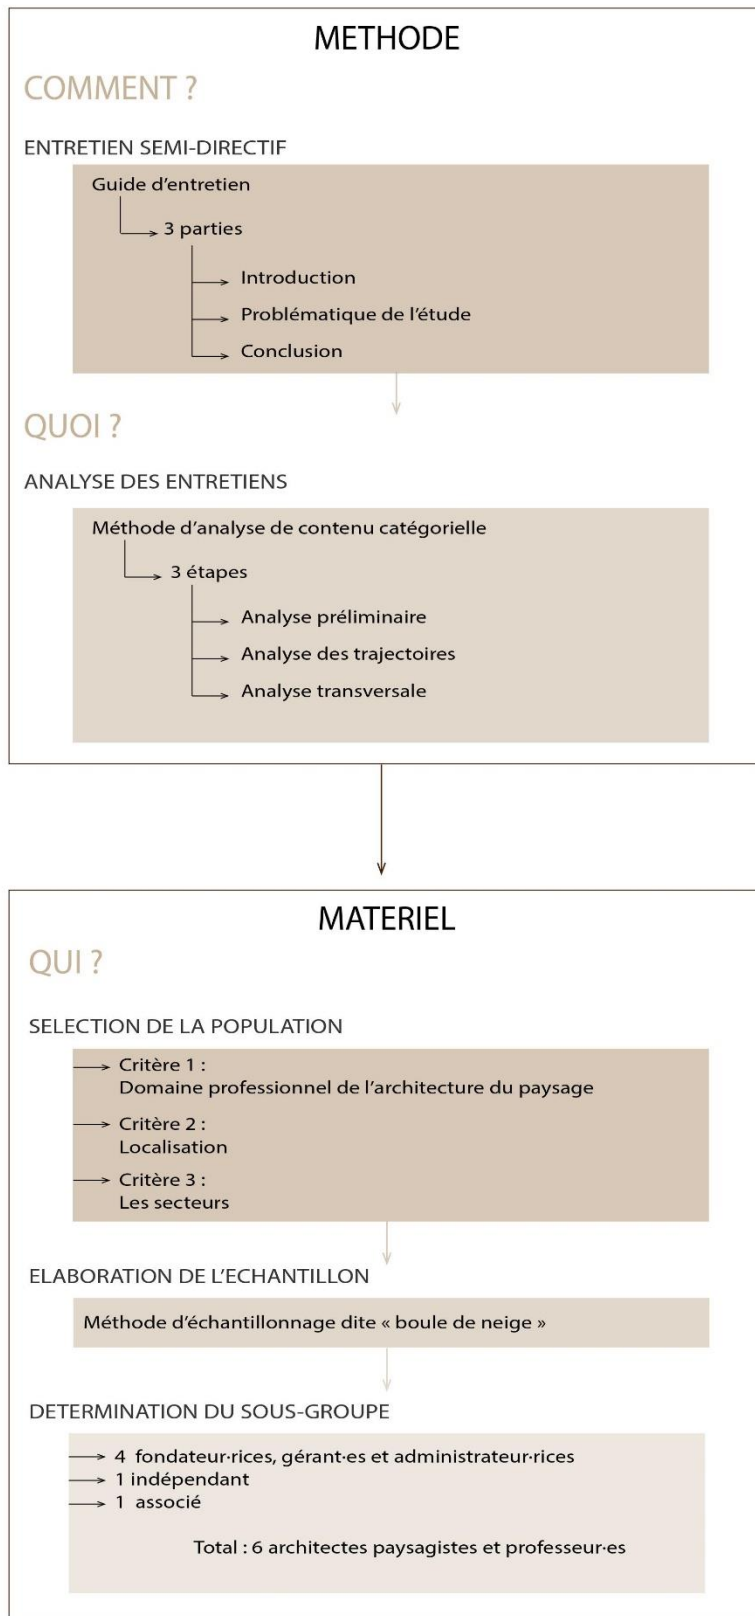 METHODE
COMMENT ?
ENTRETIEN SEMI-DIRECTIF
Guide d'entretien
3 parties
Introduction
Problématique de l'étude
Conclusion
QUOI ?
ANALYSE DES ENTRETIENS
Méthode d'analyse de contenu catégorielle
3 étapes
Analyse préliminaire
Analyse des trajectoires
Analyse transversale
MATERIEL
QUI ?
SELECTION DE LA POPULATION
Critère 1 :
Domaine professionnel de l'architecture du paysage
Critère 2 :
Localisation
Critère 3 :
Les secteurs
ELABORATION DE L'ECHANTILLON
Méthode d'échantillonnage dite « boule de neige »
DETERMINATION DU SOUS-GROUPE
4 fondateur·rices, gérant·es et administrateur·rices
1 indépendant
1 associé
Total : 6 architectes paysagistes et professeur·es